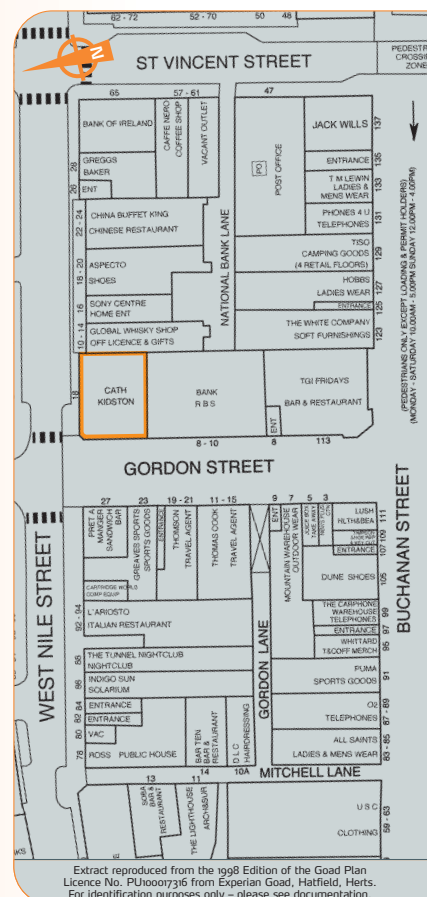 62 - 72
52 - 70
50
48
N
ST VINCENT STREET
PEDESTR
CROSSI
ZONE
65
57 - 61
47
BANK OF IRELAND
CAFFE NERO
COFFEE SHOP
VACANT OUTLET
PO
POST OFFICE
JACK WILLS
137
28
GREGGS
BAKER
26
ENT
ENTRANCE
135
T M LEWIN
LADIES &
MENS WEAR
133
22 - 24
CHINA BUFFET KING
CHINESE RESTAURANT
PHONES 4 U
TELEPHONES
131
NATIONAL BANK LANE
18 - 20
ASPECTO
SHOES
TISO
CAMPING GOODS
(4 RETAIL FLOORS)
129
16
SONY CENTRE
HOME ENT
HOBBS
LADIES WEAR
127
ENTRANCE
125
10 - 14
GLOBAL WHISKY SHOP
OFF LICENCE & GIFTS
THE WHITE COMPANY
SOFT FURNISHINGS
123
(PEDESTRIANS ONLY EXCEPT LOADING & PERMIT HOLDERS)
(MONDAY - SATURDAY 10.00AM - 5.00PM SUNDAY 12.00PM - 4.00PM)
18
CATH
KIDSTON
BANK
R B S
TGI FRIDAYS
BAR & RESTAURANT
ENT
8 - 10
8
113
GORDON STREET
WEST NILE STREET
BUCHANAN STREET
27
23
19 - 21
11 - 15
9
7
5
3
PRET A
MANGER
SANDWICH
BAR
GREAVES SPORTS
SPORTS GOODS
ENTRANCE
THOMSON
TRAVEL AGENT
THOMAS COOK
TRAVEL AGENT
ENT
MOUNTAIN WAREHOUSE
OUTDOOR WEAR
TAKE AWAY
LUSH
HLTH&BEA
111
109
ENTRANCE
107
CARTRIDGE WORLD
COMP EQUIP
DUNE SHOES
105
92 - 94
L'ARIOSTO
ITALIAN RESTAURANT
THE CARPHONE
WAREHOUSE
TELEPHONES
99
ENTRANCE
97
WHITTARD
T&COFF MERCH
95
88
THE TUNNEL NIGHTCLUB
NIGHTCLUB
PUMA
SPORTS GOODS
91
86
INDIGO SUN
SOLARIUM
GORDON LANE
84
ENTRANCE
82
ENTRANCE
O2
TELEPHONES
87 - 89
80
VAC
BAR TEN
BAR &
RESTAURANT
D L C
HAIRDRESSING
ALL SAINTS
LADIES & MENS WEAR
83 - 85
78
ROSS PUBLIC HOUSE
14
10A
MITCHELL LANE
13
11
SOBA
BAR &
RESTAURANT
THE LIGHTHOUSE
ARCH&SUR
U S C
CLOTHING
59 - 63
Extract reproduced from the 1998 Edition of the Goad Plan
Licence No. PU100017316 from Experian Goad, Hatfield, Herts.
For identification purposes only – please see documentation.